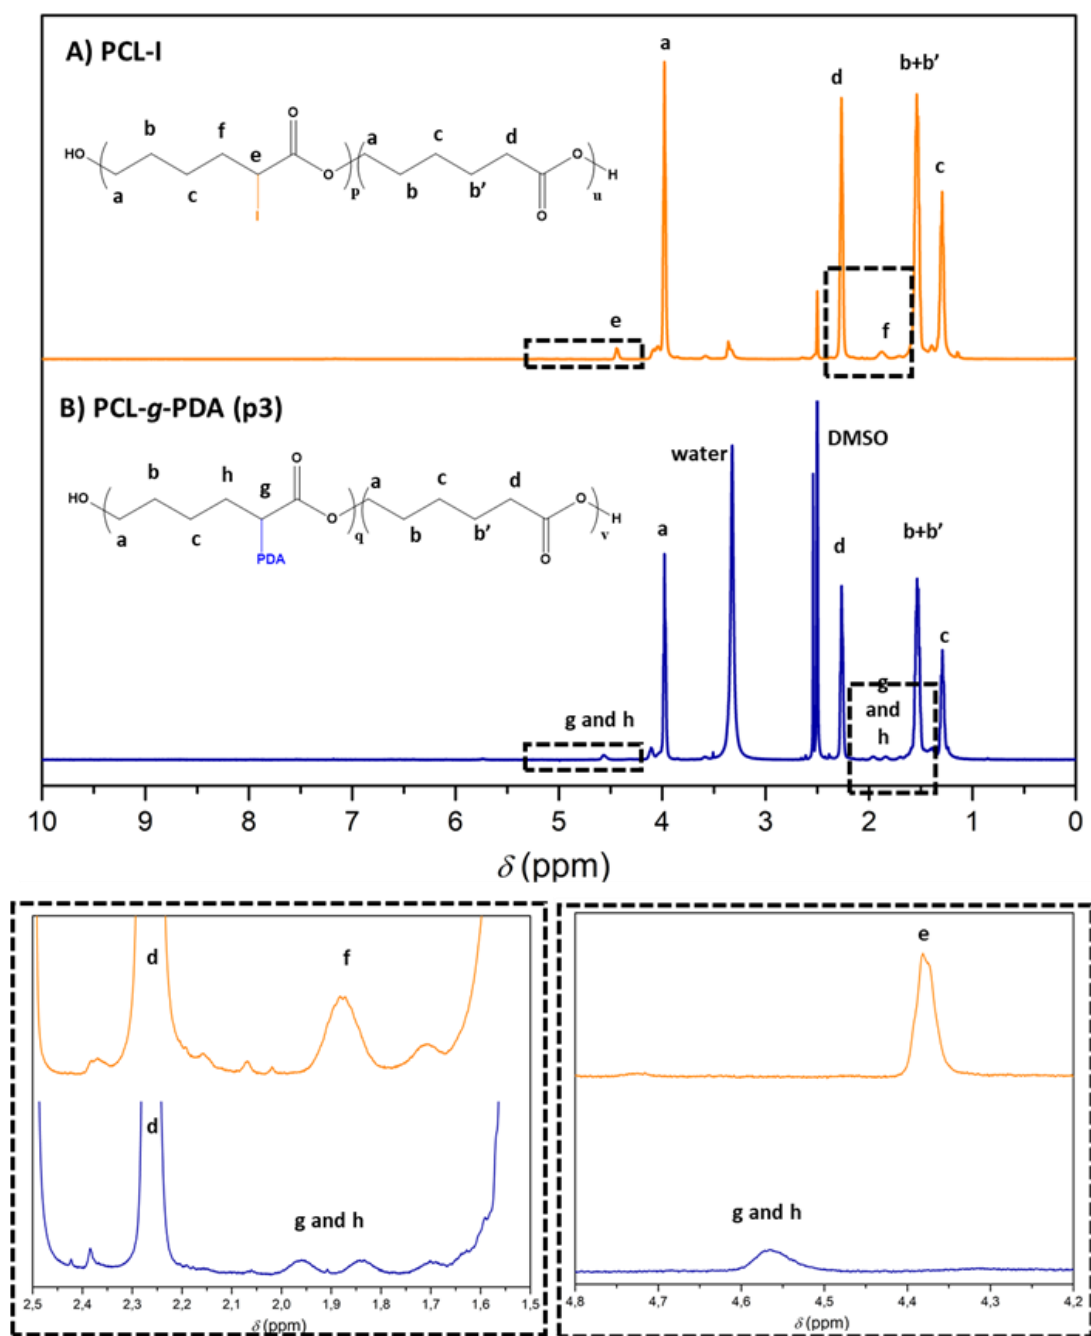 A) PCL-I
a
d
b+b’
c
e
f
b
f
e
a
c
O
O
a
c
d
b
b’
HO
I
p
O
O
u
H
B) PCL-g-PDA (p3)
water
DMSO
a
d
b+b’
c
g and h
g
and
h
b
h
g
a
c
O
O
a
c
d
b
b’
HO
PDA
q
O
O
v
H
10 9 8 7 6 5 4 3 2 1 0
δ (ppm)
d
f
d
g and h
2,5 2,4 2,3 2,2 2,1 2,0 1,9 1,8 1,7 1,6 1,5
δ (ppm)
e
g and h
4,8 4,7 4,6 4,5 4,4 4,3 4,2
δ (ppm)